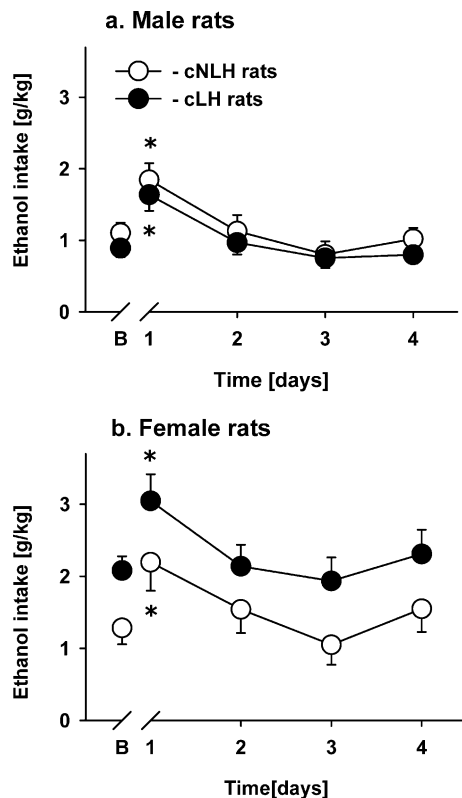 a. Male rats
- cNLH rats
- cLH rats
Ethanol intake [g/kg]
3
2
1
0
*
*
B 1 2 3 4
Time [days]
b. Female rats
Ethanol intake [g/kg]
3
2
1
0
*
*
B 1 2 3 4
Time[days]